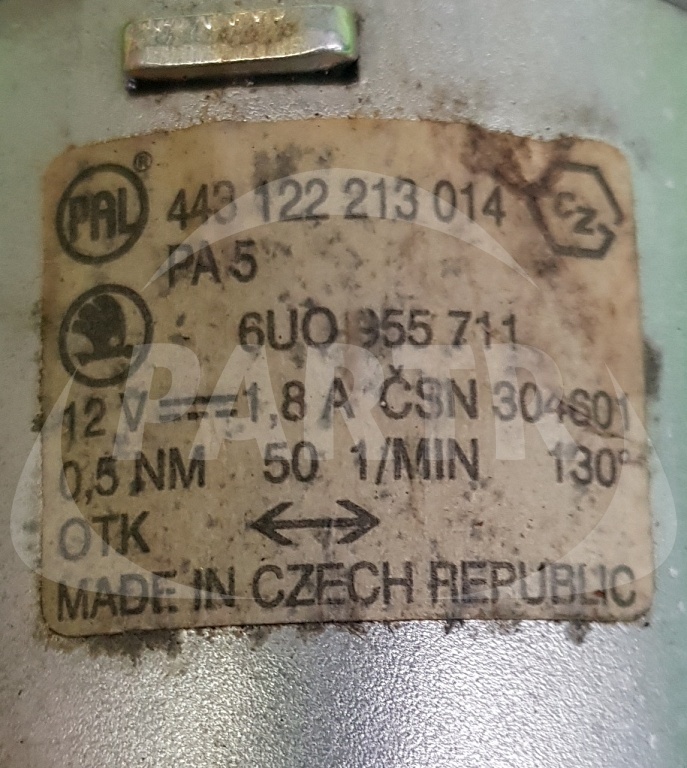 PAL® 443 122 213 014 CZ
PA 5
6U0 955 711
12 V 1,8 A ČSN 304601
0,5 NM 50 1/MIN 130°
OTK
MADE IN CZECH REPUBLIC
PARTR